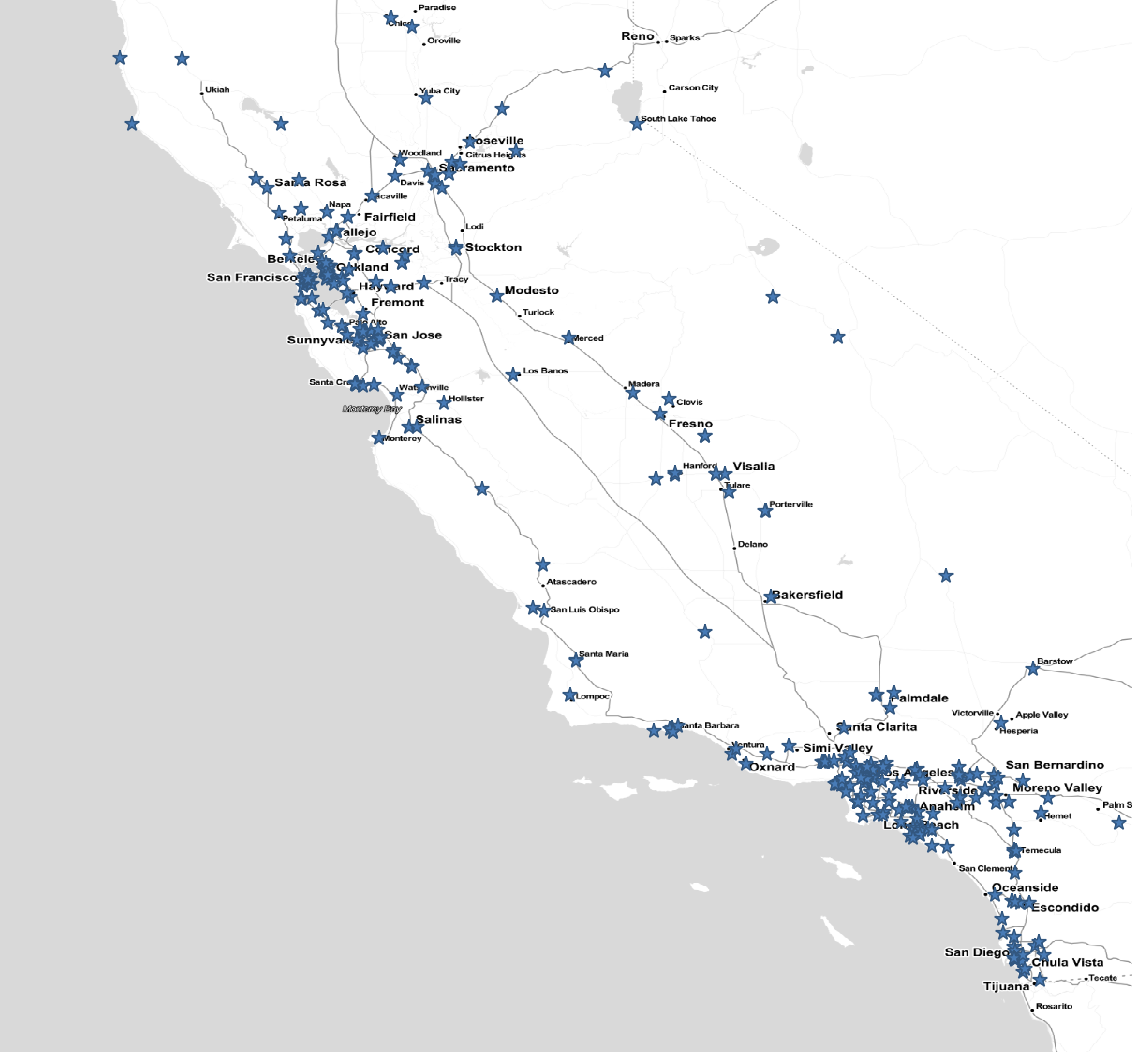 Paradise
Chico
Oroville
Reno
Sparks
Ukiah
Yuba City
Carson City
South Lake Tahoe
Roseville
Woodland
Citrus Heights
Sacramento
Davis
Santa Rosa
Vacaville
Napa
Petaluma
Fairfield
Lodi
Vallejo
Concord
Stockton
Berkeley
Oakland
San Francisco
Hayward
Tracy
Modesto
Fremont
Turlock
Palo Alto
San Jose
Sunnyvale
Merced
Los Banos
Santa Cruz
Watsonville
Madera
Hollister
Clovis
Monterey Bay
Salinas
Fresno
Monterey
Hanford
Visalia
Tulare
Porterville
Delano
Atascadero
Bakersfield
San Luis Obispo
Santa Maria
Barstow
Lompoc
Palmdale
Victorville
Apple Valley
Santa Barbara
Santa Clarita
Hesperia
Ventura
Simi Valley
Oxnard
San Bernardino
Los Angeles
Riverside
Moreno Valley
Anaheim
Palm S
Hemet
Long Beach
Temecula
San Clement
Oceanside
Escondido
San Diego
Chula Vista
Tecate
Tijuana
Rosarito